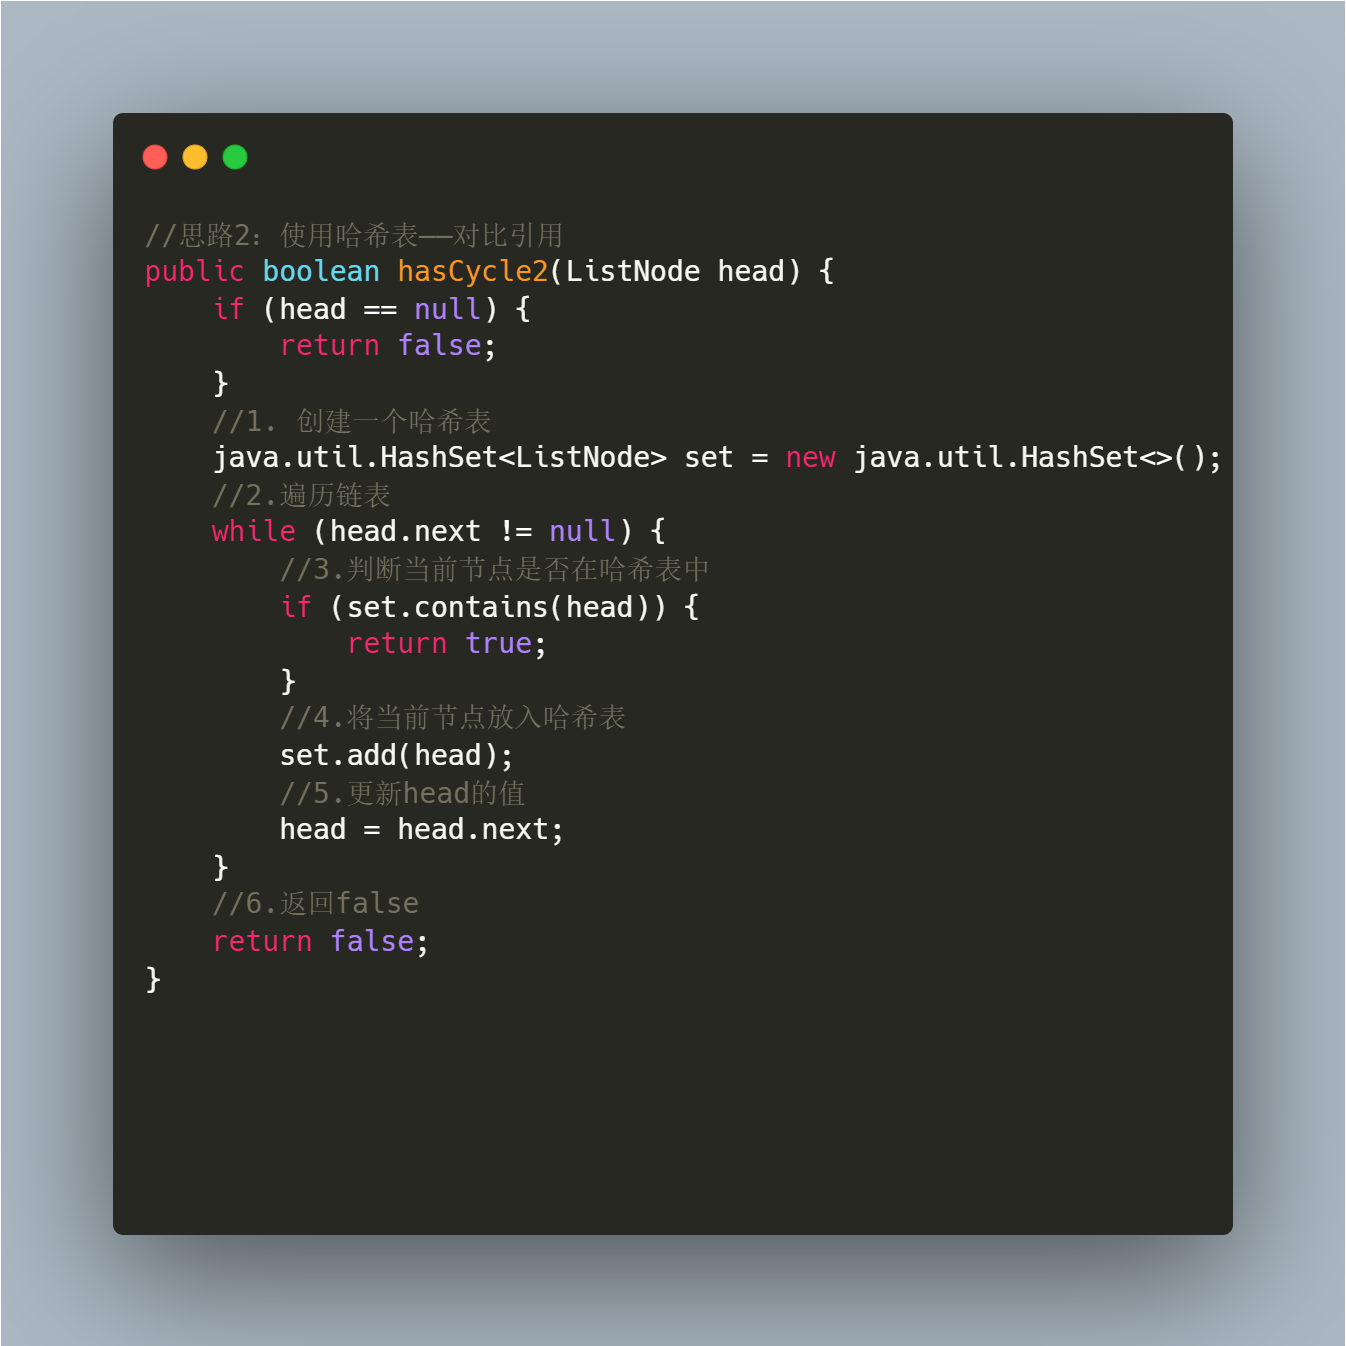 //思路2：使用哈希表——对比引用
public boolean hasCycle2(ListNode head) {
    if (head == null) {
        return false;
    }
    //1. 创建一个哈希表
    java.util.HashSet<ListNode> set = new java.util.HashSet<>();
    //2.遍历链表
    while (head.next != null) {
        //3.判断当前节点是否在哈希表中
        if (set.contains(head)) {
            return true;
        }
        //4.将当前节点放入哈希表
        set.add(head);
        //5.更新head的值
        head = head.next;
    }
    //6.返回false
    return false;
}